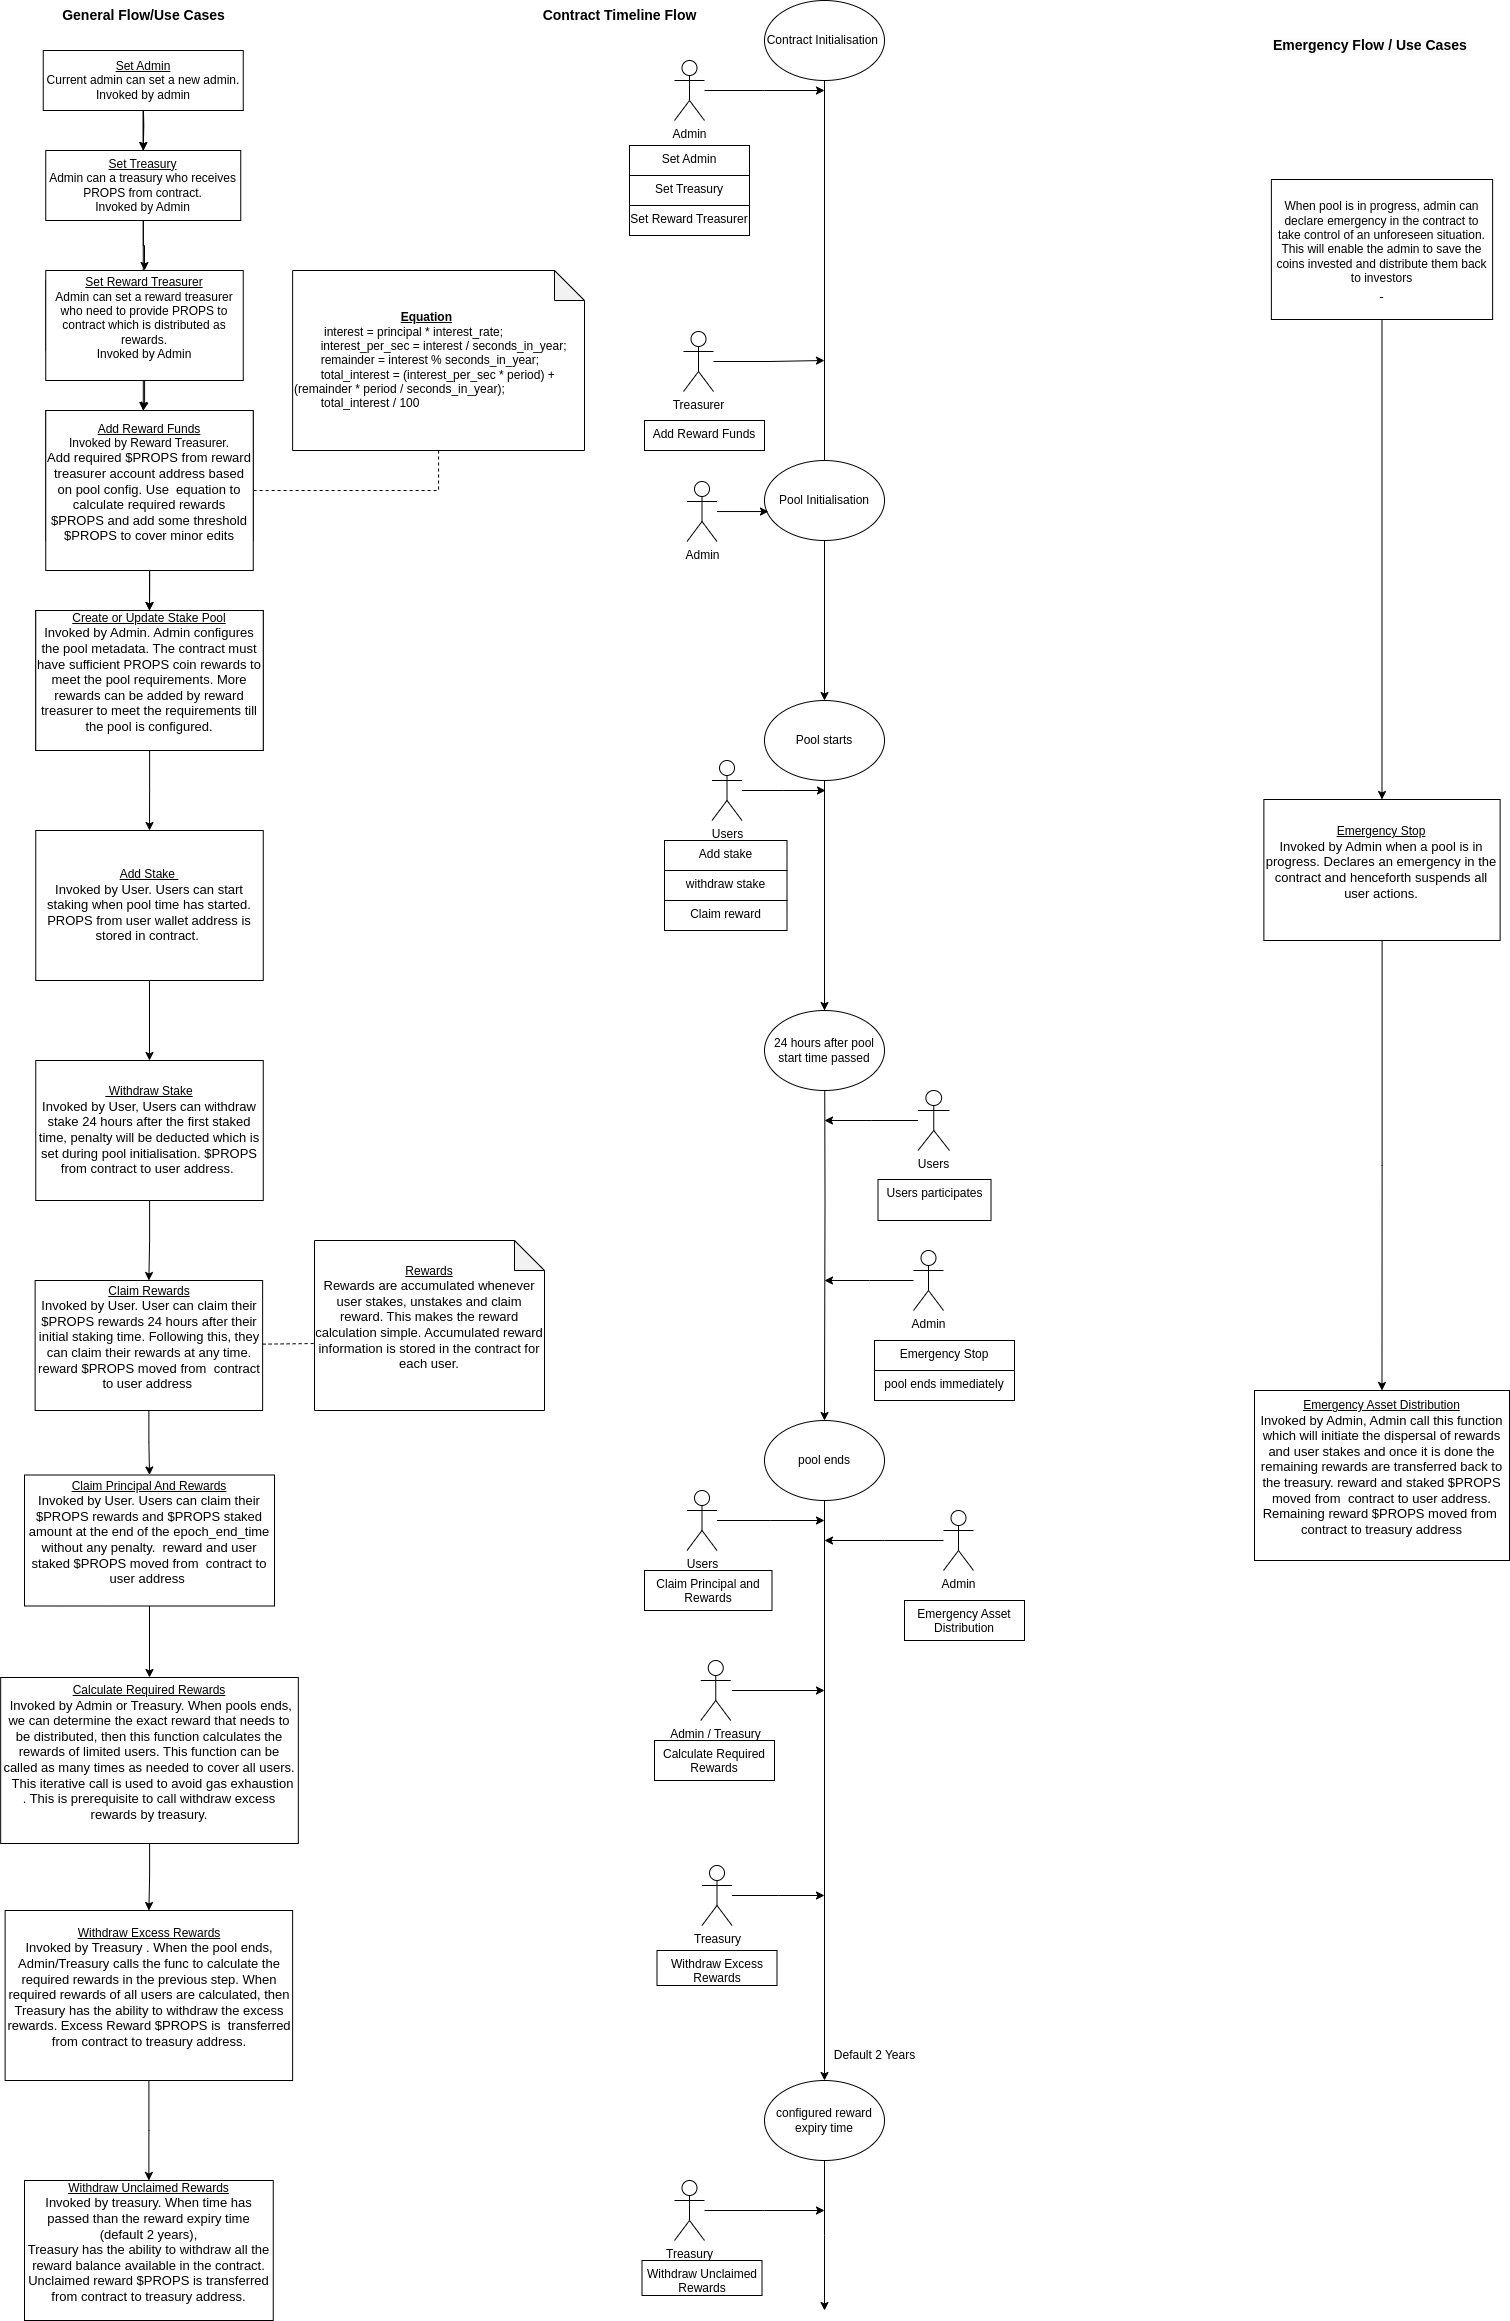 General Flow/Use Cases
Set Admin
Current admin can set a new admin.
Invoked by admin
Set Treasury
Admin can a treasury who receives
PROPS from contract.
Invoked by Admin
Set Reward Treasurer
Admin can set a reward treasurer
who need to provide PROPS to
contract which is distributed as
rewards.
Invoked by Admin
Add Reward Funds
Invoked by Reward Treasurer.
Add required $PROPS from reward
treasurer account address based
on pool config. Use  equation to
calculate required rewards
$PROPS and add some threshold
$PROPS to cover minor edits
Equation
interest = principal * interest_rate;
interest_per_sec = interest / seconds_in_year;
remainder = interest % seconds_in_year;
total_interest = (interest_per_sec * period) +
(remainder * period / seconds_in_year);
total_interest / 100
Create or Update Stake Pool
Invoked by Admin. Admin configures
the pool metadata. The contract must
have sufficient PROPS coin rewards to
meet the pool requirements. More
rewards can be added by reward
treasurer to meet the requirements till
the pool is configured.
Add Stake
Invoked by User. Users can start
staking when pool time has started.
PROPS from user wallet address is
stored in contract.
Withdraw Stake
Invoked by User, Users can withdraw
stake 24 hours after the first staked
time, penalty will be deducted which is
set during pool initialisation. $PROPS
from contract to user address.
Claim Rewards
Invoked by User. User can claim their
$PROPS rewards 24 hours after their
initial staking time. Following this, they
can claim their rewards at any time.
reward $PROPS moved from  contract
to user address
Rewards
Rewards are accumulated whenever
user stakes, unstakes and claim
reward. This makes the reward
calculation simple. Accumulated reward
information is stored in the contract for
each user.
Claim Principal And Rewards
Invoked by User. Users can claim their
$PROPS rewards and $PROPS staked
amount at the end of the epoch_end_time
without any penalty.  reward and user
staked $PROPS moved from  contract to
user address
Calculate Required Rewards
Invoked by Admin or Treasury. When pools ends,
we can determine the exact reward that needs to
be distributed, then this function calculates the
rewards of limited users. This function can be
called as many times as needed to cover all users.
This iterative call is used to avoid gas exhaustion
. This is prerequisite to call withdraw excess
rewards by treasury.
Withdraw Excess Rewards
Invoked by Treasury . When the pool ends,
Admin/Treasury calls the func to calculate the
required rewards in the previous step. When
required rewards of all users are calculated, then
Treasury has the ability to withdraw the excess
rewards. Excess Reward $PROPS is  transferred
from contract to treasury address.
Withdraw Unclaimed Rewards
Invoked by treasury. When time has
passed than the reward expiry time
(default 2 years),
Treasury has the ability to withdraw all the
reward balance available in the contract.
Unclaimed reward $PROPS is transferred
from contract to treasury address.
Contract Timeline Flow
Contract Initialisation
Admin
Set Admin
Set Treasury
Set Reward Treasurer
Treasurer
Add Reward Funds
Pool Initialisation
Admin
Pool starts
Users
Add stake
withdraw stake
Claim reward
24 hours after pool
start time passed
Users
Users participates
Admin
Emergency Stop
pool ends immediately
pool ends
Users
Claim Principal and
Rewards
Admin
Emergency Asset
Distribution
Admin / Treasury
Calculate Required
Rewards
Treasury
Withdraw Excess
Rewards
Default 2 Years
configured reward
expiry time
Treasury
Withdraw Unclaimed
Rewards
Emergency Flow / Use Cases
When pool is in progress, admin can
declare emergency in the contract to
take control of an unforeseen situation.
This will enable the admin to save the
coins invested and distribute them back
to investors
-
Emergency Stop
Invoked by Admin when a pool is in
progress. Declares an emergency in the
contract and henceforth suspends all
user actions.
Emergency Asset Distribution
Invoked by Admin, Admin call this function
which will initiate the dispersal of rewards
and user stakes and once it is done the
remaining rewards are transferred back to
the treasury. reward and staked $PROPS
moved from  contract to user address.
Remaining reward $PROPS moved from
contract to treasury address